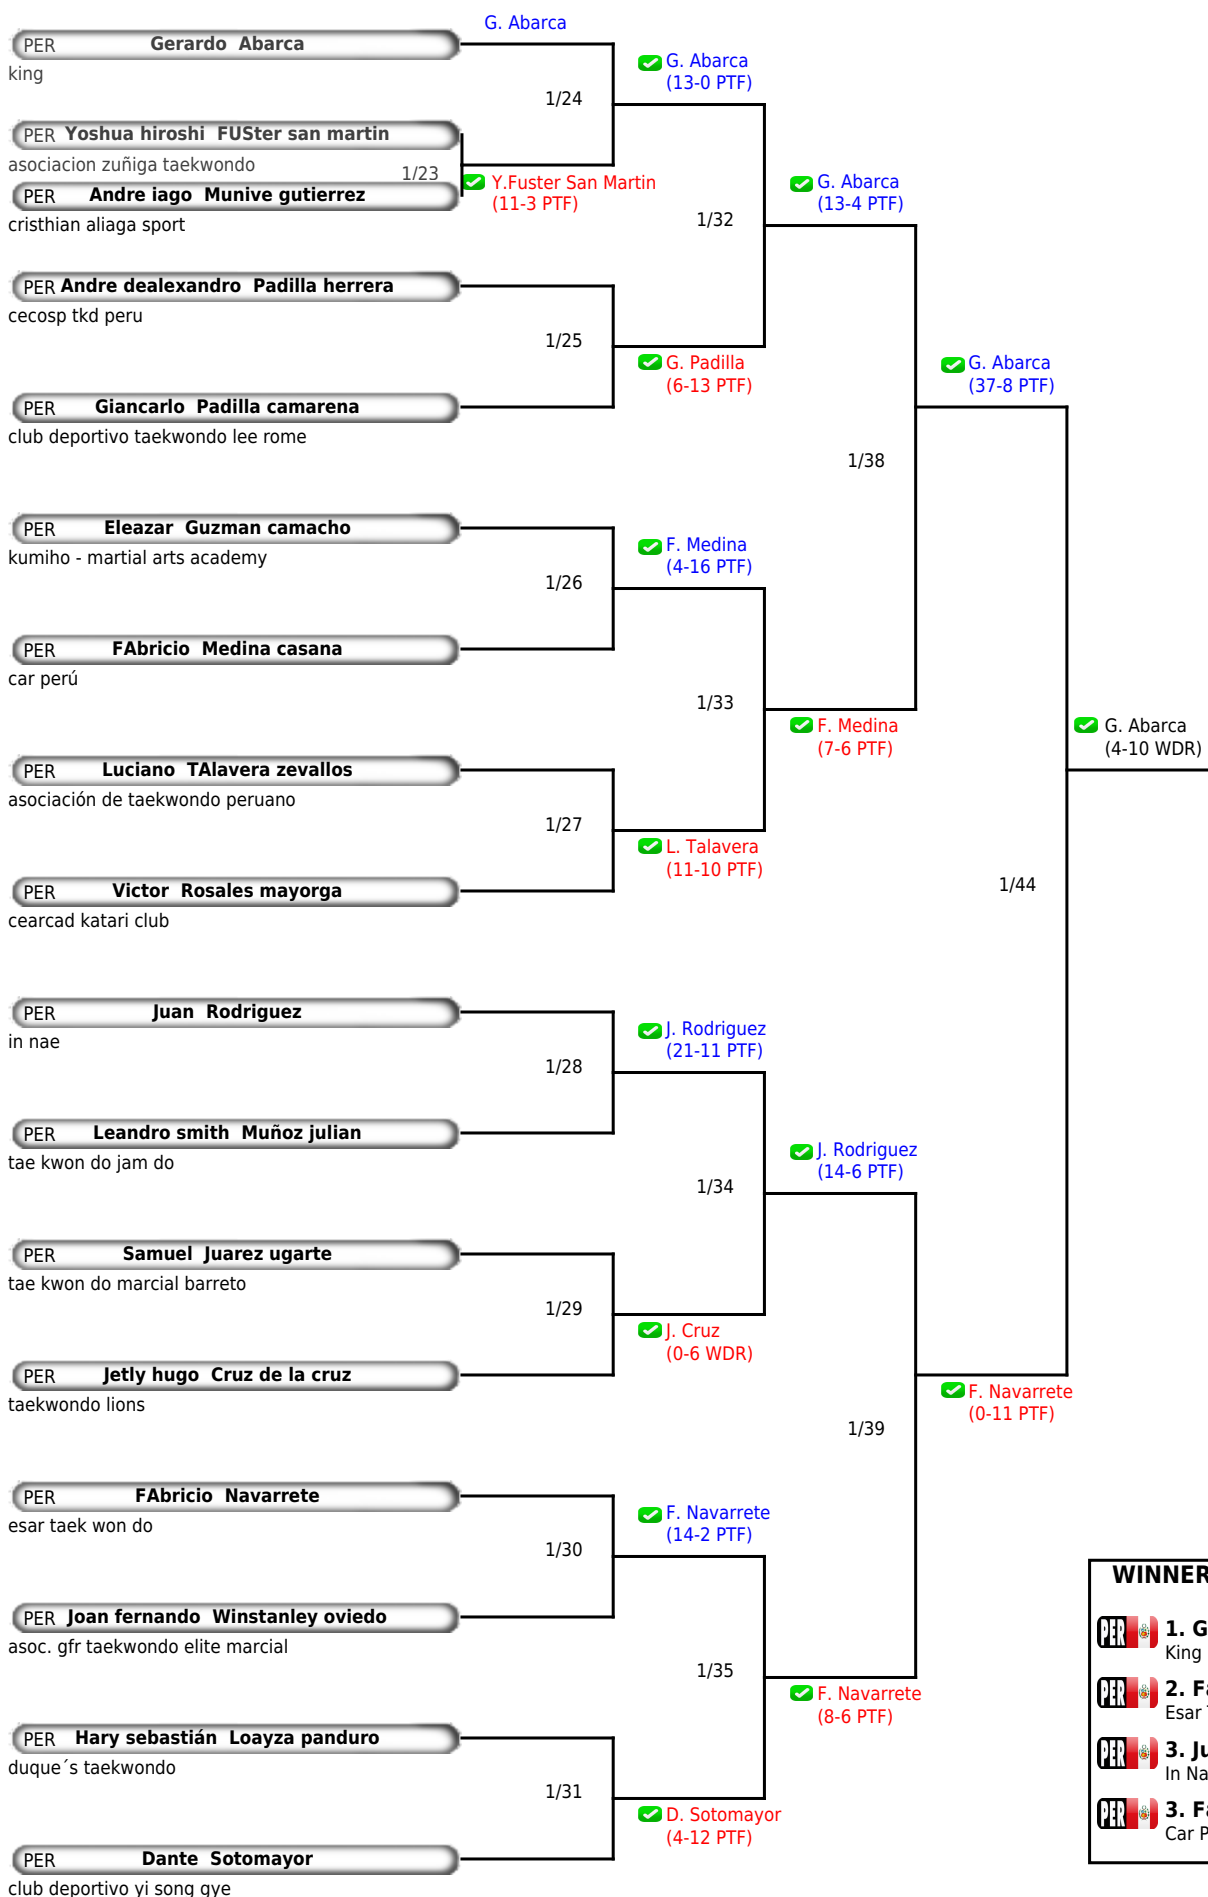 G. Abarca
PER Gerardo Abarca
king
G. Abarca
(13-0 PTF)
1/24
PER Yoshua hiroshi FUSter san martin
asociacion zuñiga taekwondo
1/23
PER Andre iago Munive gutierrez
cristhian aliaga sport
Y.Fuster San Martin
(11-3 PTF)
G. Abarca
(13-4 PTF)
1/32
PER Andre dealexandro Padilla herrera
cecosp tkd peru
1/25
G. Padilla
(6-13 PTF)
G. Abarca
(37-8 PTF)
PER Giancarlo Padilla camarena
club deportivo taekwondo lee rome
1/38
PER Eleazar Guzman camacho
kumiho - martial arts academy
F. Medina
(4-16 PTF)
1/26
PER FAbricio Medina casana
car perú
1/33
F. Medina
(7-6 PTF)
G. Abarca
(4-10 WDR)
PER Luciano TAlavera zevallos
asociación de taekwondo peruano
1/27
L. Talavera
(11-10 PTF)
PER Victor Rosales mayorga
cearcad katari club
1/44
PER Juan Rodriguez
in nae
J. Rodriguez
(21-11 PTF)
1/28
PER Leandro smith Muñoz julian
tae kwon do jam do
J. Rodriguez
(14-6 PTF)
1/34
PER Samuel Juarez ugarte
tae kwon do marcial barreto
1/29
J. Cruz
(0-6 WDR)
PER Jetly hugo Cruz de la cruz
taekwondo lions
F. Navarrete
(0-11 PTF)
1/39
PER FAbricio Navarrete
esar taek won do
F. Navarrete
(14-2 PTF)
1/30
PER Joan fernando Winstanley oviedo
asoc. gfr taekwondo elite marcial
1/35
F. Navarrete
(8-6 PTF)
PER Hary sebastián Loayza panduro
duque´s taekwondo
1/31
D. Sotomayor
(4-12 PTF)
PER Dante Sotomayor
club deportivo yi song gye
WINNER
PER 1. G
King
PER 2. Fa
Esar
PER 3. Ju
In Na
PER 3. Fa
Car P